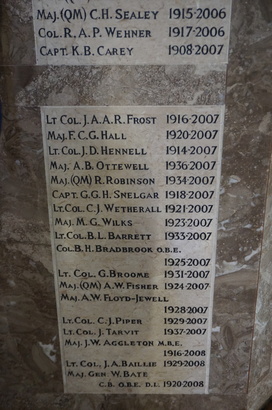 Maj.(QM) C.H. Sealey 1915·2006
Col. R.A.P. Wehner 1917·2006
Capt. K.B. Carey 1908·2007
Lt Col. J.A.A.R. Frost 1916·2007
Maj. F.C.G. Hall 1920·2007
Lt.Col. J.D. Hennell 1914·2007
Maj. A.B. Ottewell 1936·2007
Maj.(QM) R. Robinson 1934·2007
Capt. G.G.H. Snelgar 1918·2007
Lt.Col. C.J. Wetherall 1921·2007
Maj. M.G. Wilks 1923·2007
Lt.Col. B.L. Barrett 1933·2007
Col. B.H. Bradbrook O.B.E.
1925·2007
Lt. Col. G. Broome 1931·2007
Maj.(QM) A.W. Fisher 1924·2007
Maj. A.W. Floyd-Jewell
1928·2007
Lt.Col. C.J. Piper 1929·2007
Lt.Col. J. Tarvit 1937·2007
Maj. J.W. Aggleton M.B.E.
1916·2008
Lt. Col. J.A. Baillie 1929·2008
Maj. Gen W. Bate
C.B. O.B.E. D.L. 1920·2008